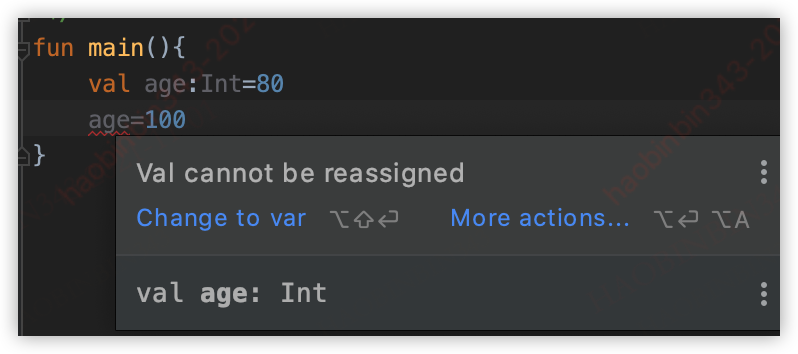 fun main(){
val age:Int=80
age=100
}
Val cannot be reassigned
Change to var ⌥⇧⏎ More actions... ⌥⏎ ⌥A
val age: Int